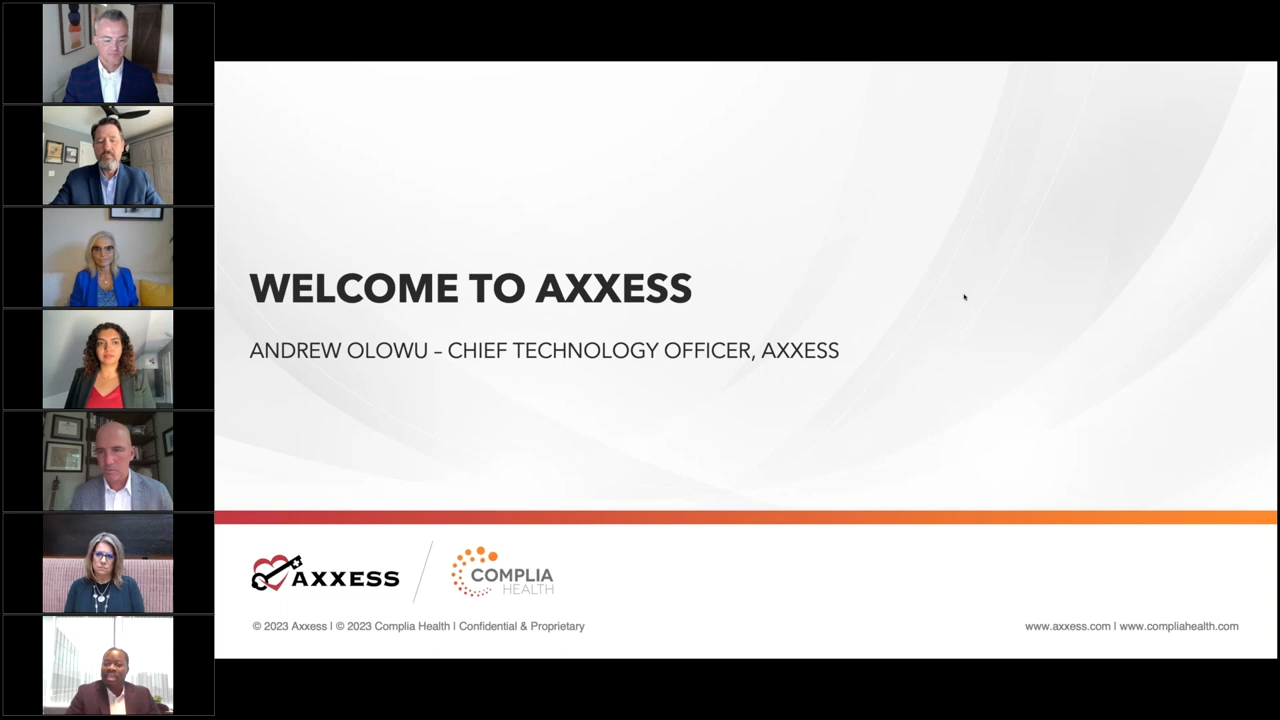 WELCOME TO AXXESS
ANDREW OLOWU – CHIEF TECHNOLOGY OFFICER, AXXESS
AXXESS
COMPLIA
HEALTH
© 2023 Axxess | © 2023 Complia Health | Confidential & Proprietary
www.axxess.com | www.compliahealth.com